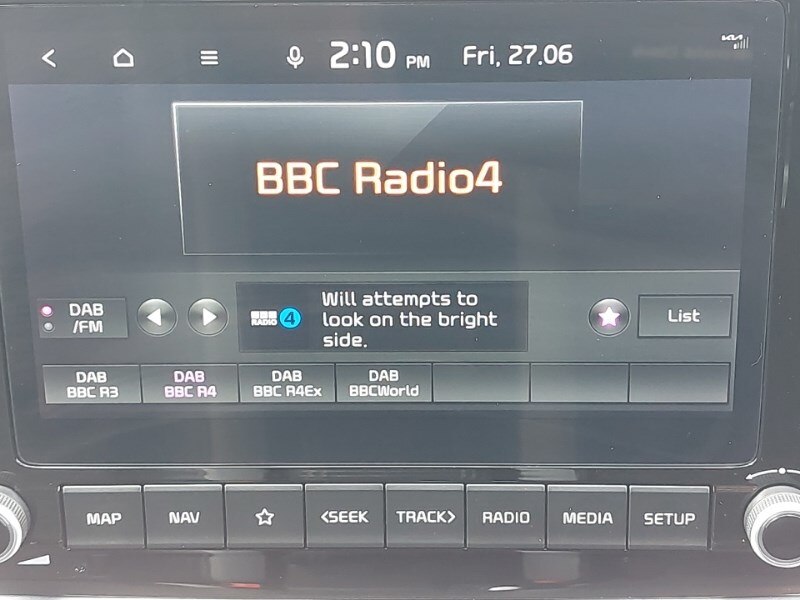 2:10 PM Fri, 27.06
KIA
BBC Radio4
DAB
/FM
BBC
RADIO 4
Will attempts to
look on the bright
side.
List
DAB
BBC R3
DAB
BBC R4
DAB
BBC R4Ex
DAB
BBCWorld
MAP
NAV
<SEEK
TRACK>
RADIO
MEDIA
SETUP